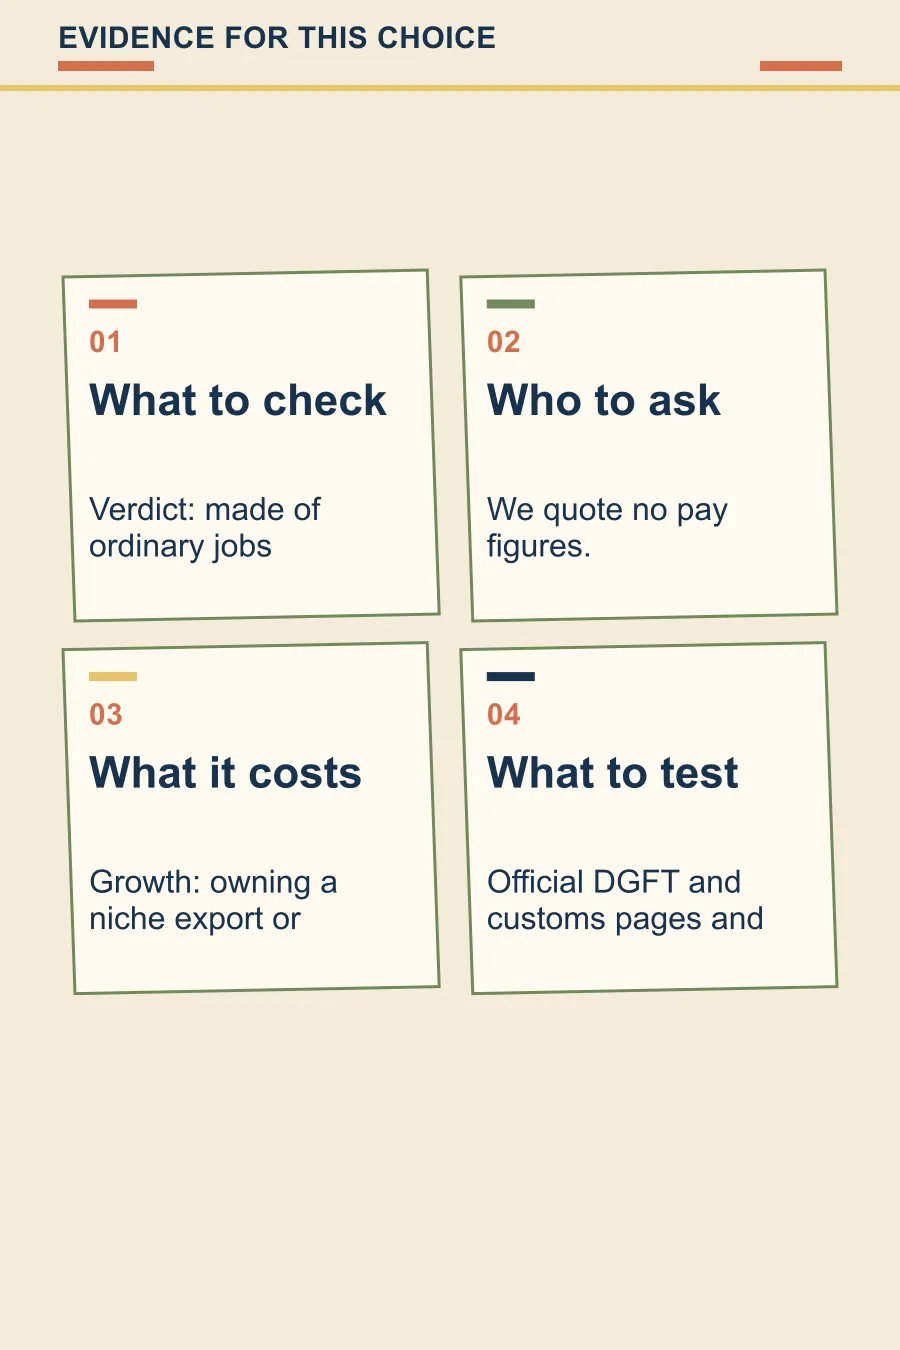 EVIDENCE FOR THIS CHOICE
01
What to check
Verdict: made of
ordinary jobs
02
Who to ask
We quote no pay
figures.
03
What it costs
Growth: owning a
niche export or
04
What to test
Official DGFT and
customs pages and